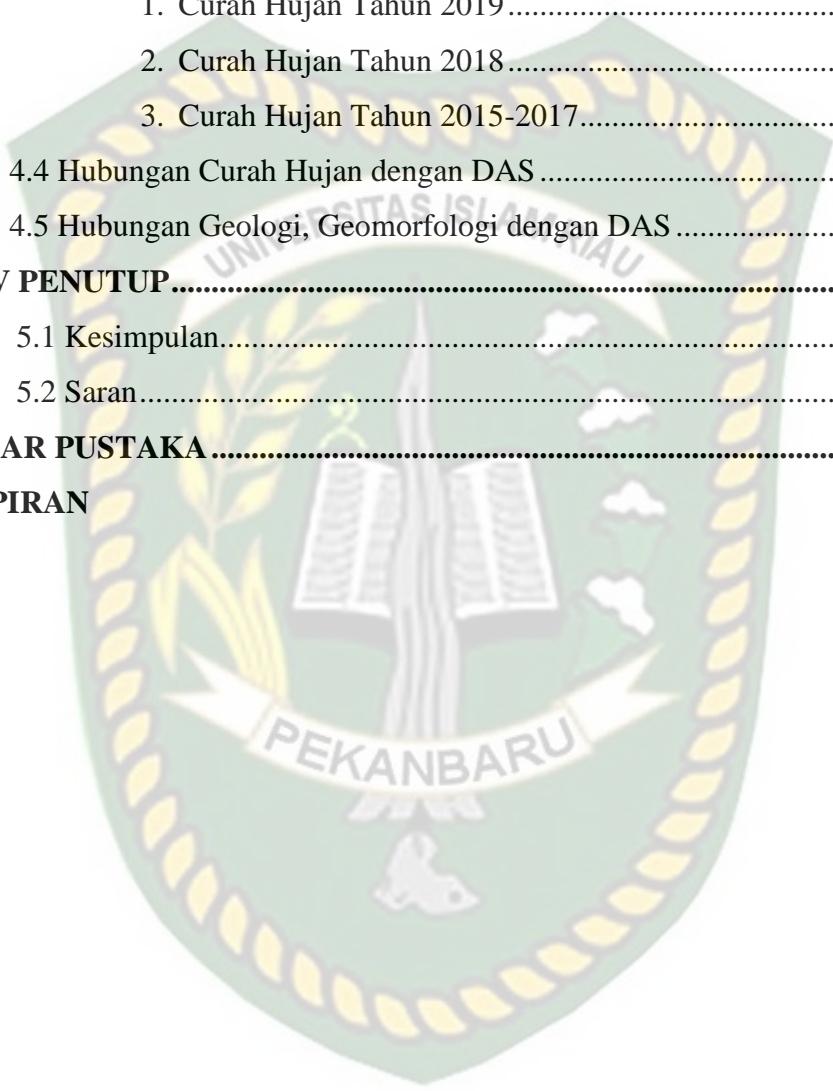 1. Curah Hujan Tahun 2019..................................................
2. Curah Hujan Tahun 2018..................................................
3. Curah Hujan Tahun 2015-2017.........................................
4.4 Hubungan Curah Hujan dengan DAS..............................................
4.5 Hubungan Geologi, Geomorfologi dengan DAS.........................
V PENUTUP..................................................................................
5.1 Kesimpulan.............................................................................
5.2 Saran.......................................................................................
AR PUSTAKA.............................................................................
PIRAN
UNIVERSITAS ISLAM RIAU
PEKANBARU